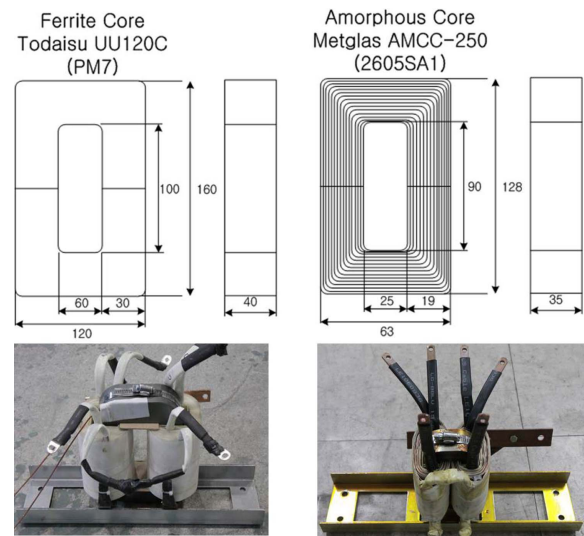 Ferrite Core
Todaisu UU120C
(PM7)
100
160
60
30
120
40
Amorphous Core
Metglas AMCC-250
(2605SA1)
90
128
25
19
63
35